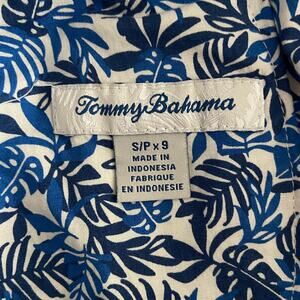 Tommy Bahama
S/P x 9
MADE IN
INDONESIA
FABRIQUE
EN INDONESIE